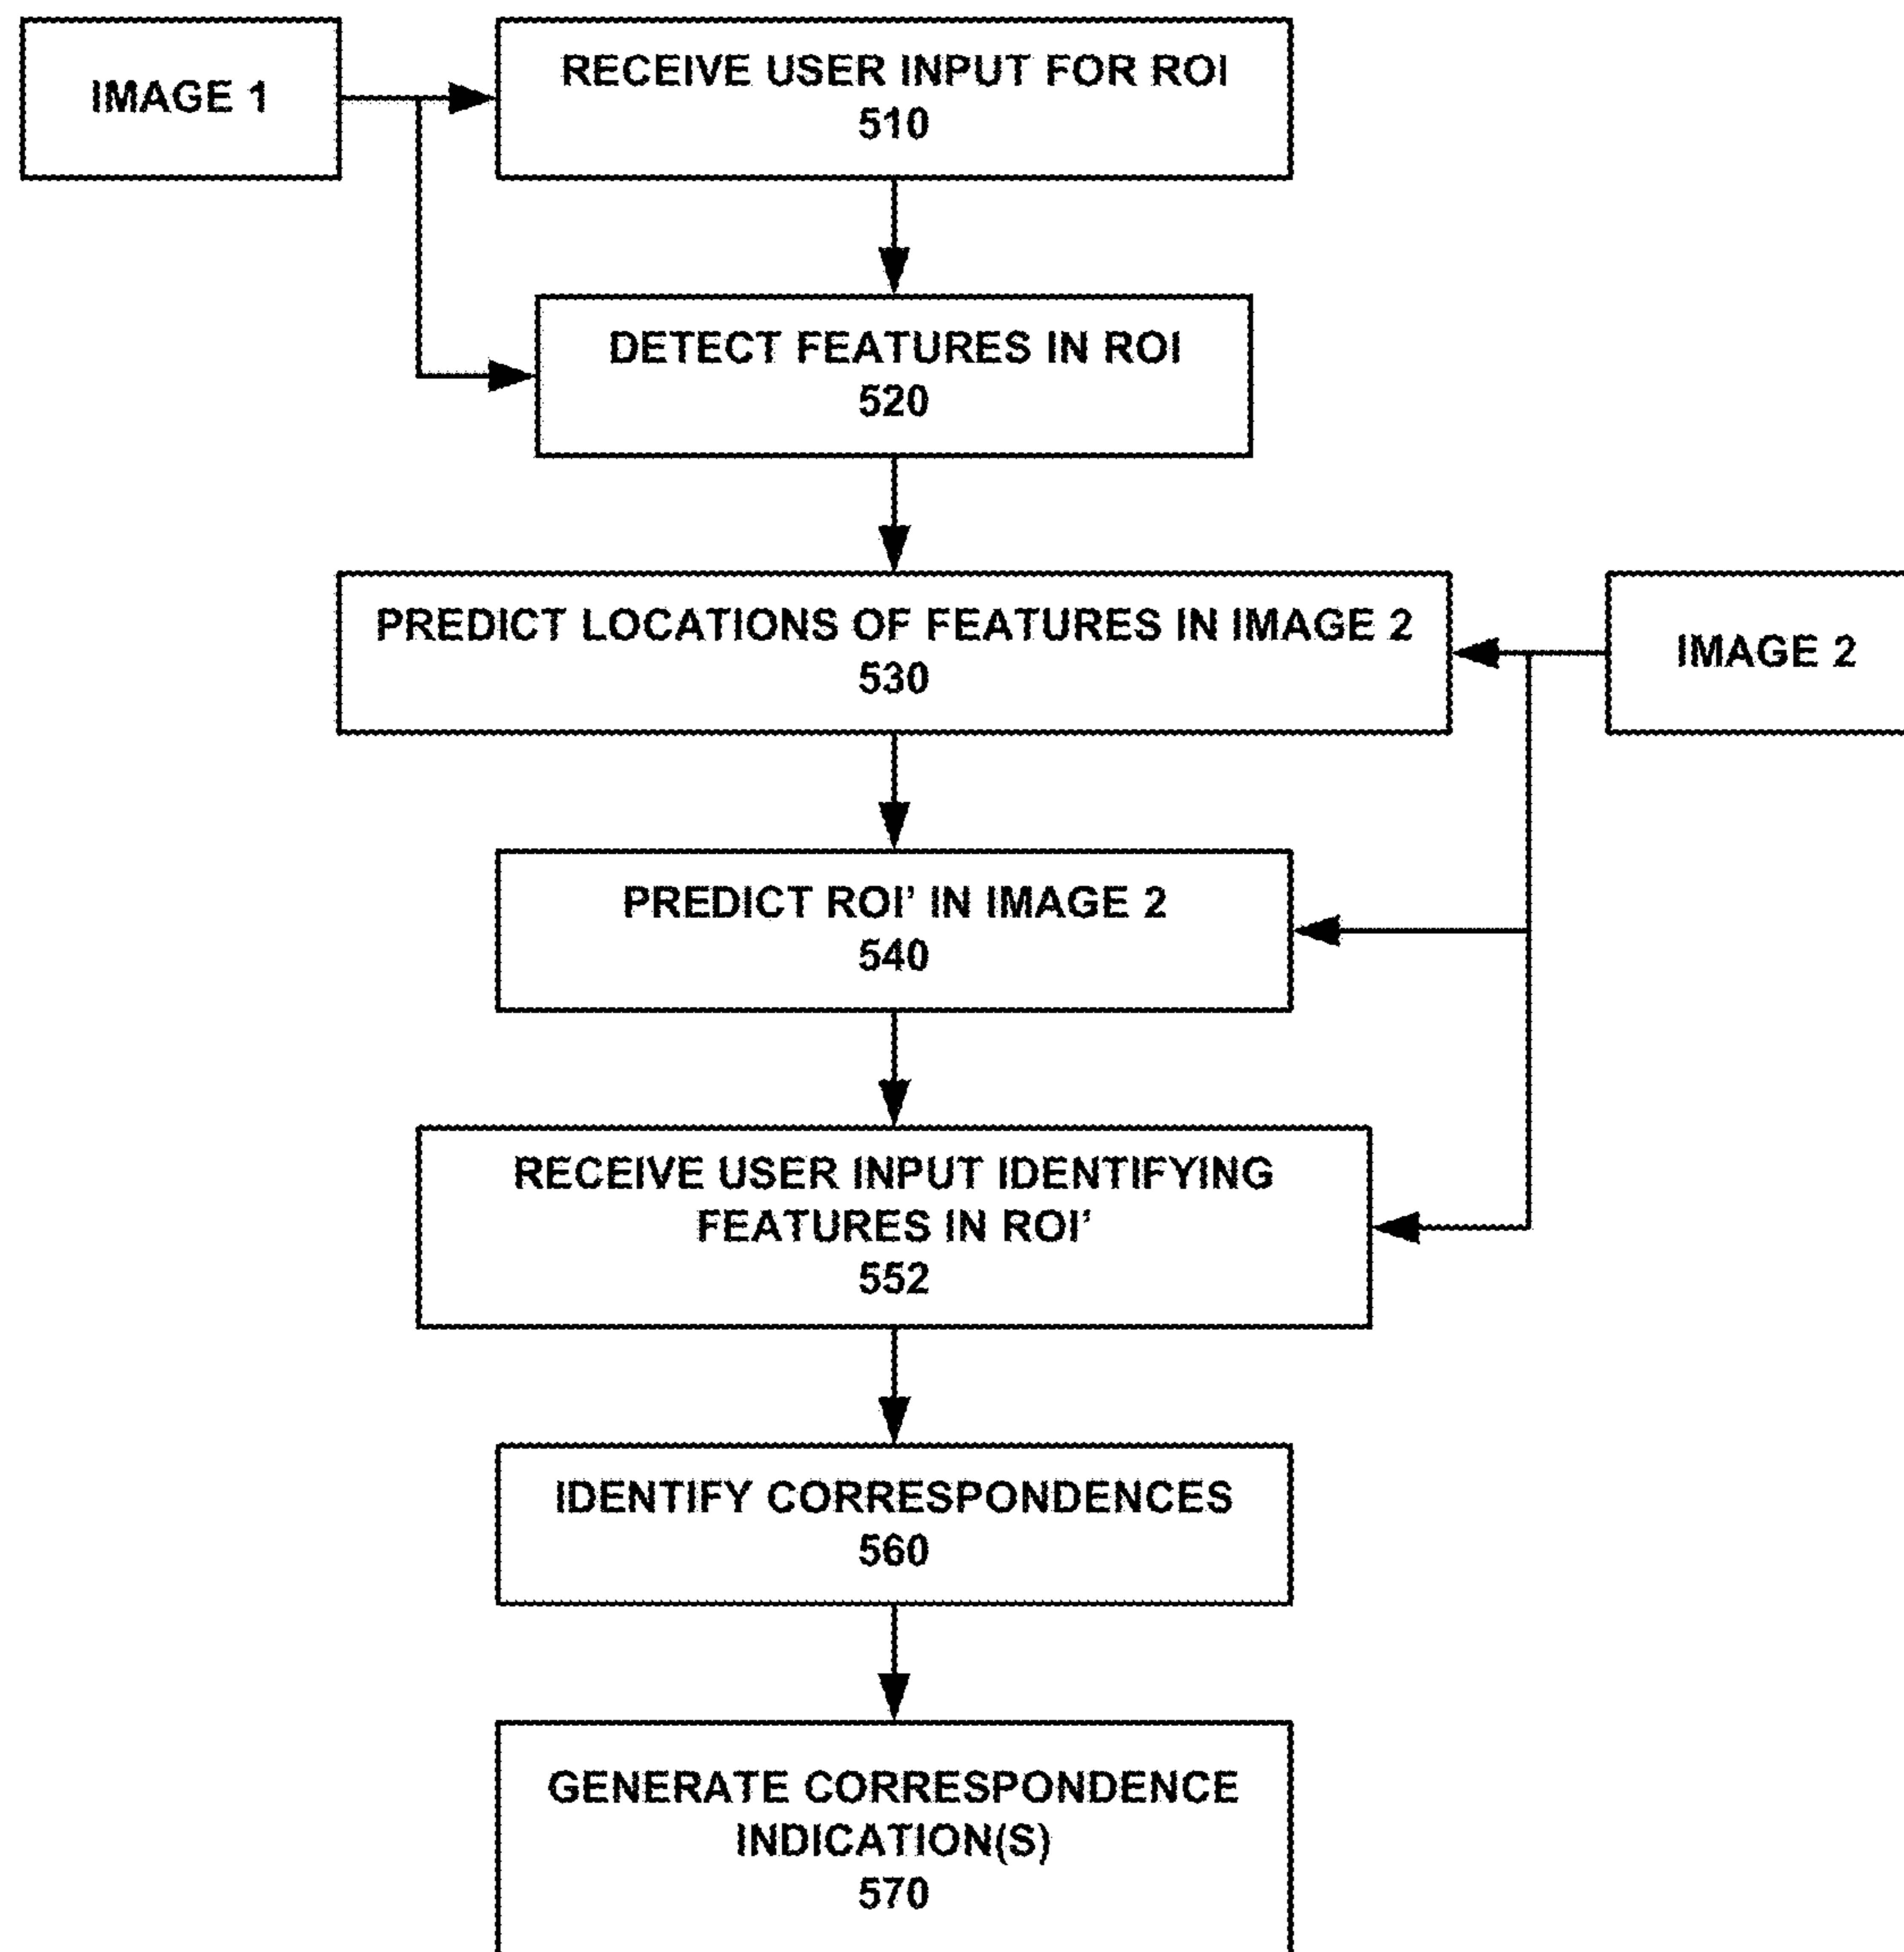 IMAGE 1
RECEIVE USER INPUT FOR ROI
510
DETECT FEATURES IN ROI
520
PREDICT LOCATIONS OF FEATURES IN IMAGE 2
530
IMAGE 2
PREDICT ROI’ IN IMAGE 2
540
RECEIVE USER INPUT IDENTIFYING
FEATURES IN ROI’
552
IDENTIFY CORRESPONDENCES
560
GENERATE CORRESPONDENCE
INDICATION(S)
570